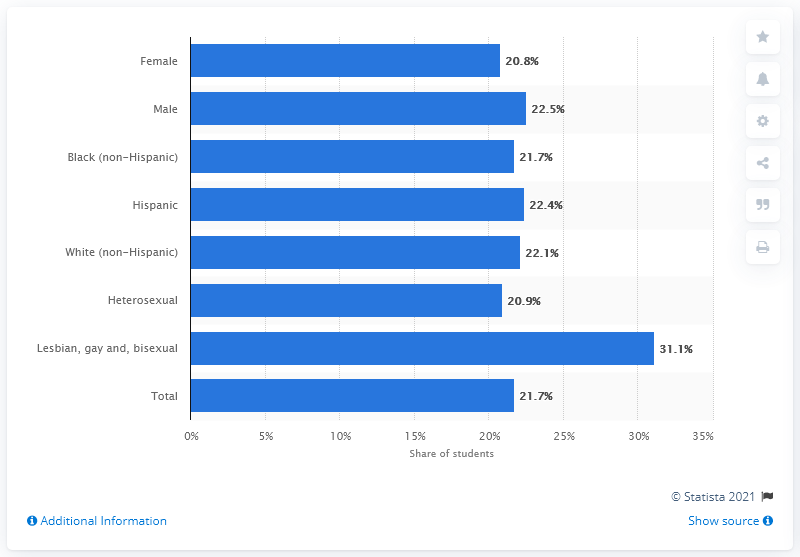 Female 20.8%
Male 22.5%
Black (non-Hispanic) 21.7%
Hispanic 22.4%
White (non-Hispanic) 22.1%
Heterosexual 20.9%
Lesbian, gay and, bisexual 31.1%
Total 21.7%
0% 5% 10% 15% 20% 25% 30% 35%
Share of students
© Statista 2021
Additional Information Show source